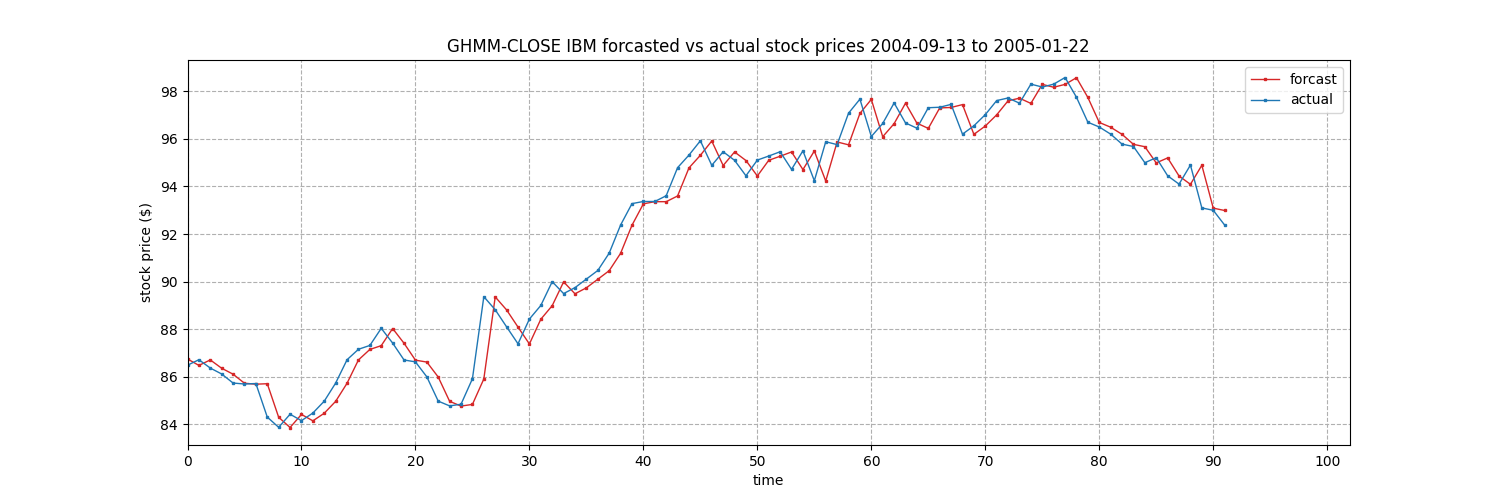 GHMM-CLOSE IBM forcasted vs actual stock prices 2004-09-13 to 2005-01-22
forcast
actual
stock price ($)
98
96
94
92
90
88
86
84
0 10 20 30 40 50 60 70 80 90 100
time